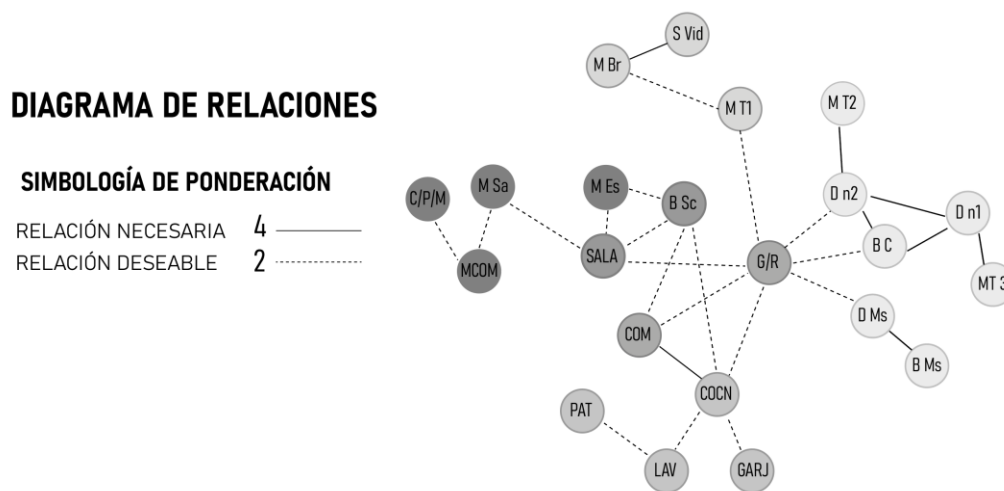 DIAGRAMA DE RELACIONES
SIMBOLOGÍA DE PONDERACIÓN
RELACIÓN NECESARIA 4
RELACIÓN DESEABLE 2
S Vid
M Br
M T1
M T2
C/P/M
M Sa
M Es
B Sc
D n2
D n1
B C
MCOM
SALA
G/R
MT 3
D Ms
COM
B Ms
COCN
PAT
LAV
GARJ